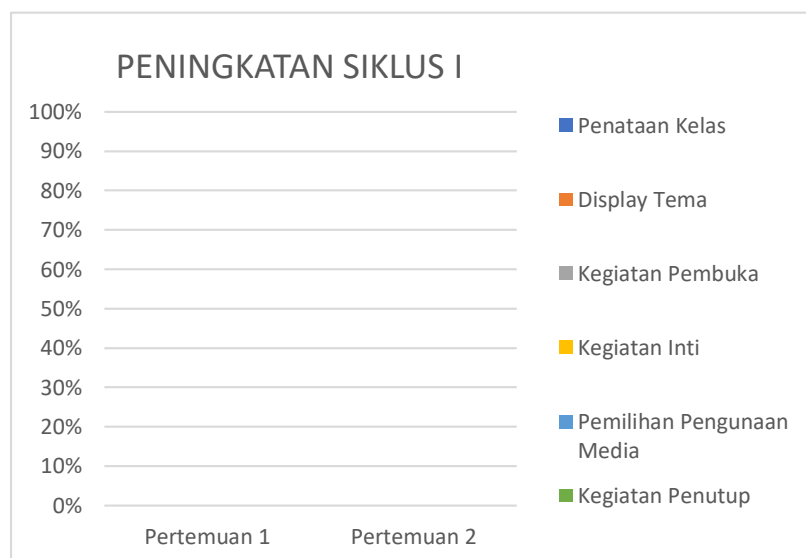 PENINGKATAN SIKLUS I
100%
90%
80%
70%
60%
50%
40%
30%
20%
10%
0%
Pertemuan 1
Pertemuan 2
Penataan Kelas
Display Tema
Kegiatan Pembuka
Kegiatan Inti
Pemilihan Pengunaan
Media
Kegiatan Penutup